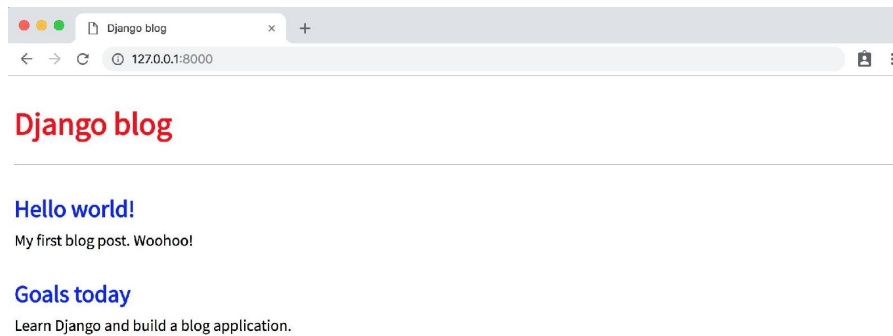 Django blog
127.0.0.1:8000
Django blog
Hello world!
My first blog post. Woohoo!
Goals today
Learn Django and build a blog application.